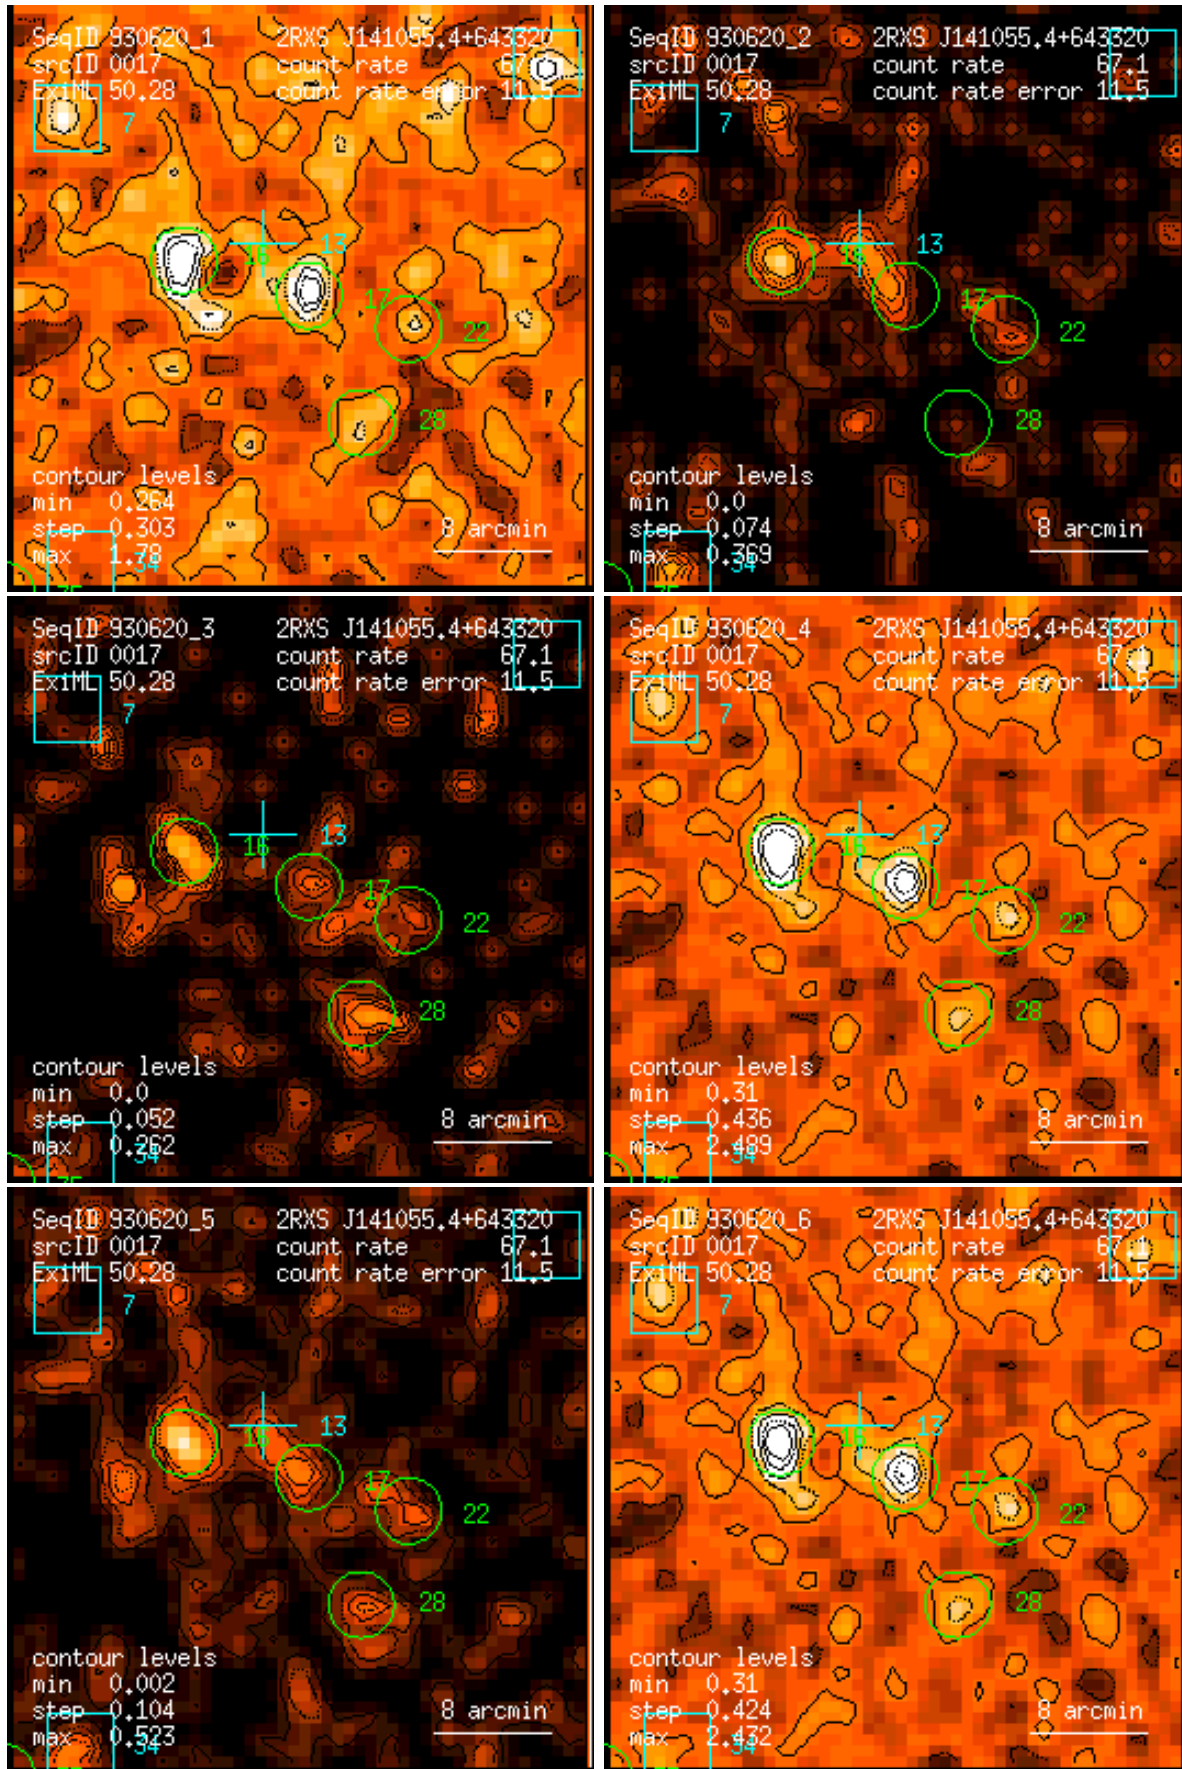 SeqID 930620_1 2RXS J141055.4+643320
srcID 0017 count rate 67.1
ExiML 50.28 count rate error 11.5
7
16 13
17
22
28
contour levels
min 0.264
step 0.303 8 arcmin
max 1.78 34
SeqID 930620_2 2RXS J141055.4+643320
srcID 0017 count rate 67.1
ExiML 50.28 count rate error 11.5
7
16 13
17
22
28
contour levels
min 0.0
step 0.074 8 arcmin
max 0.369 34
SeqID 930620_3 2RXS J141055.4+643320
srcID 0017 count rate 67.1
ExiML 50.28 count rate error 11.5
7
16 13
17
22
28
contour levels
min 0.0
step 0.052 8 arcmin
max 0.262 34
SeqID 930620_4 2RXS J141055.4+643320
srcID 0017 count rate 67.1
ExiML 50.28 count rate error 11.5
7
16 13
17
22
28
contour levels
min 0.31
step 0.436 8 arcmin
max 2.489 34
SeqID 930620_5 2RXS J141055.4+643320
srcID 0017 count rate 67.1
ExiML 50.28 count rate error 11.5
7
16 13
17
22
28
contour levels
min 0.002
step 0.104 8 arcmin
max 0.523 34
SeqID 930620_6 2RXS J141055.4+643320
srcID 0017 count rate 67.1
ExiML 50.28 count rate error 11.5
7
16 13
17
22
28
contour levels
min 0.31
step 0.424 8 arcmin
max 2.432 34